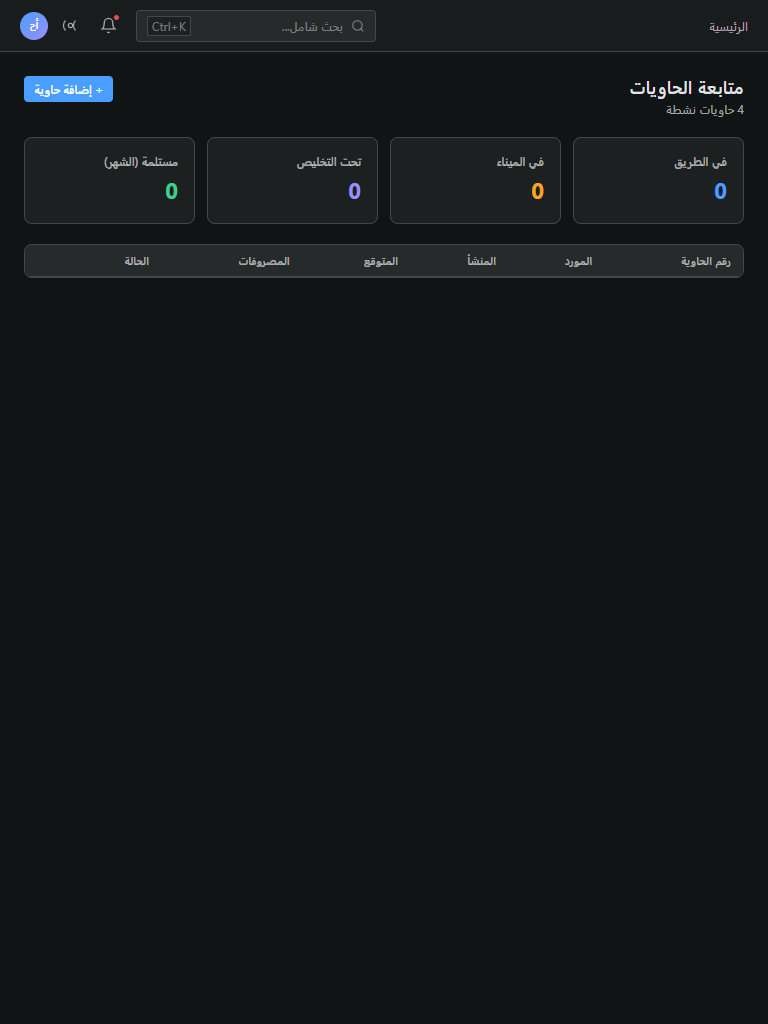 الرئيسية
بحث شامل...
Ctrl+K
أح
متابعة الحاويات
4 حاويات نشطة
+ إضافة حاوية
في الطريق
0
في الميناء
0
تحت التخليص
0
مستلمة (الشهر)
0
رقم الحاوية المورد المنشأ المتوقع المصروفات الحالة